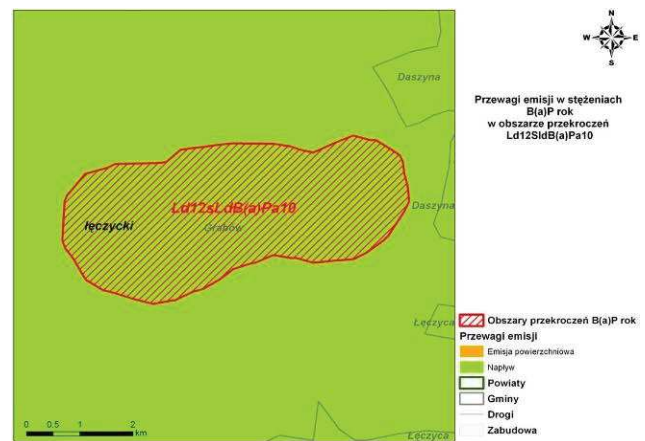 N
W E
S
Przewagi emisji w stężeniach
B(a)P rok
w obszarze przekroczeń
Ld12SldB(a)Pa10
Daszyna
Ld12sLdB(a)Pa10
Grabów
łęczycki
Daszyna
Łęczyca
Łęczyca
0 0.5 1 2
km
Obszary przekroczeń B(a)P rok
Przewagi emisji
Emisja powierzchniowa
Napływ
Powiaty
Gminy
Drogi
Zabudowa